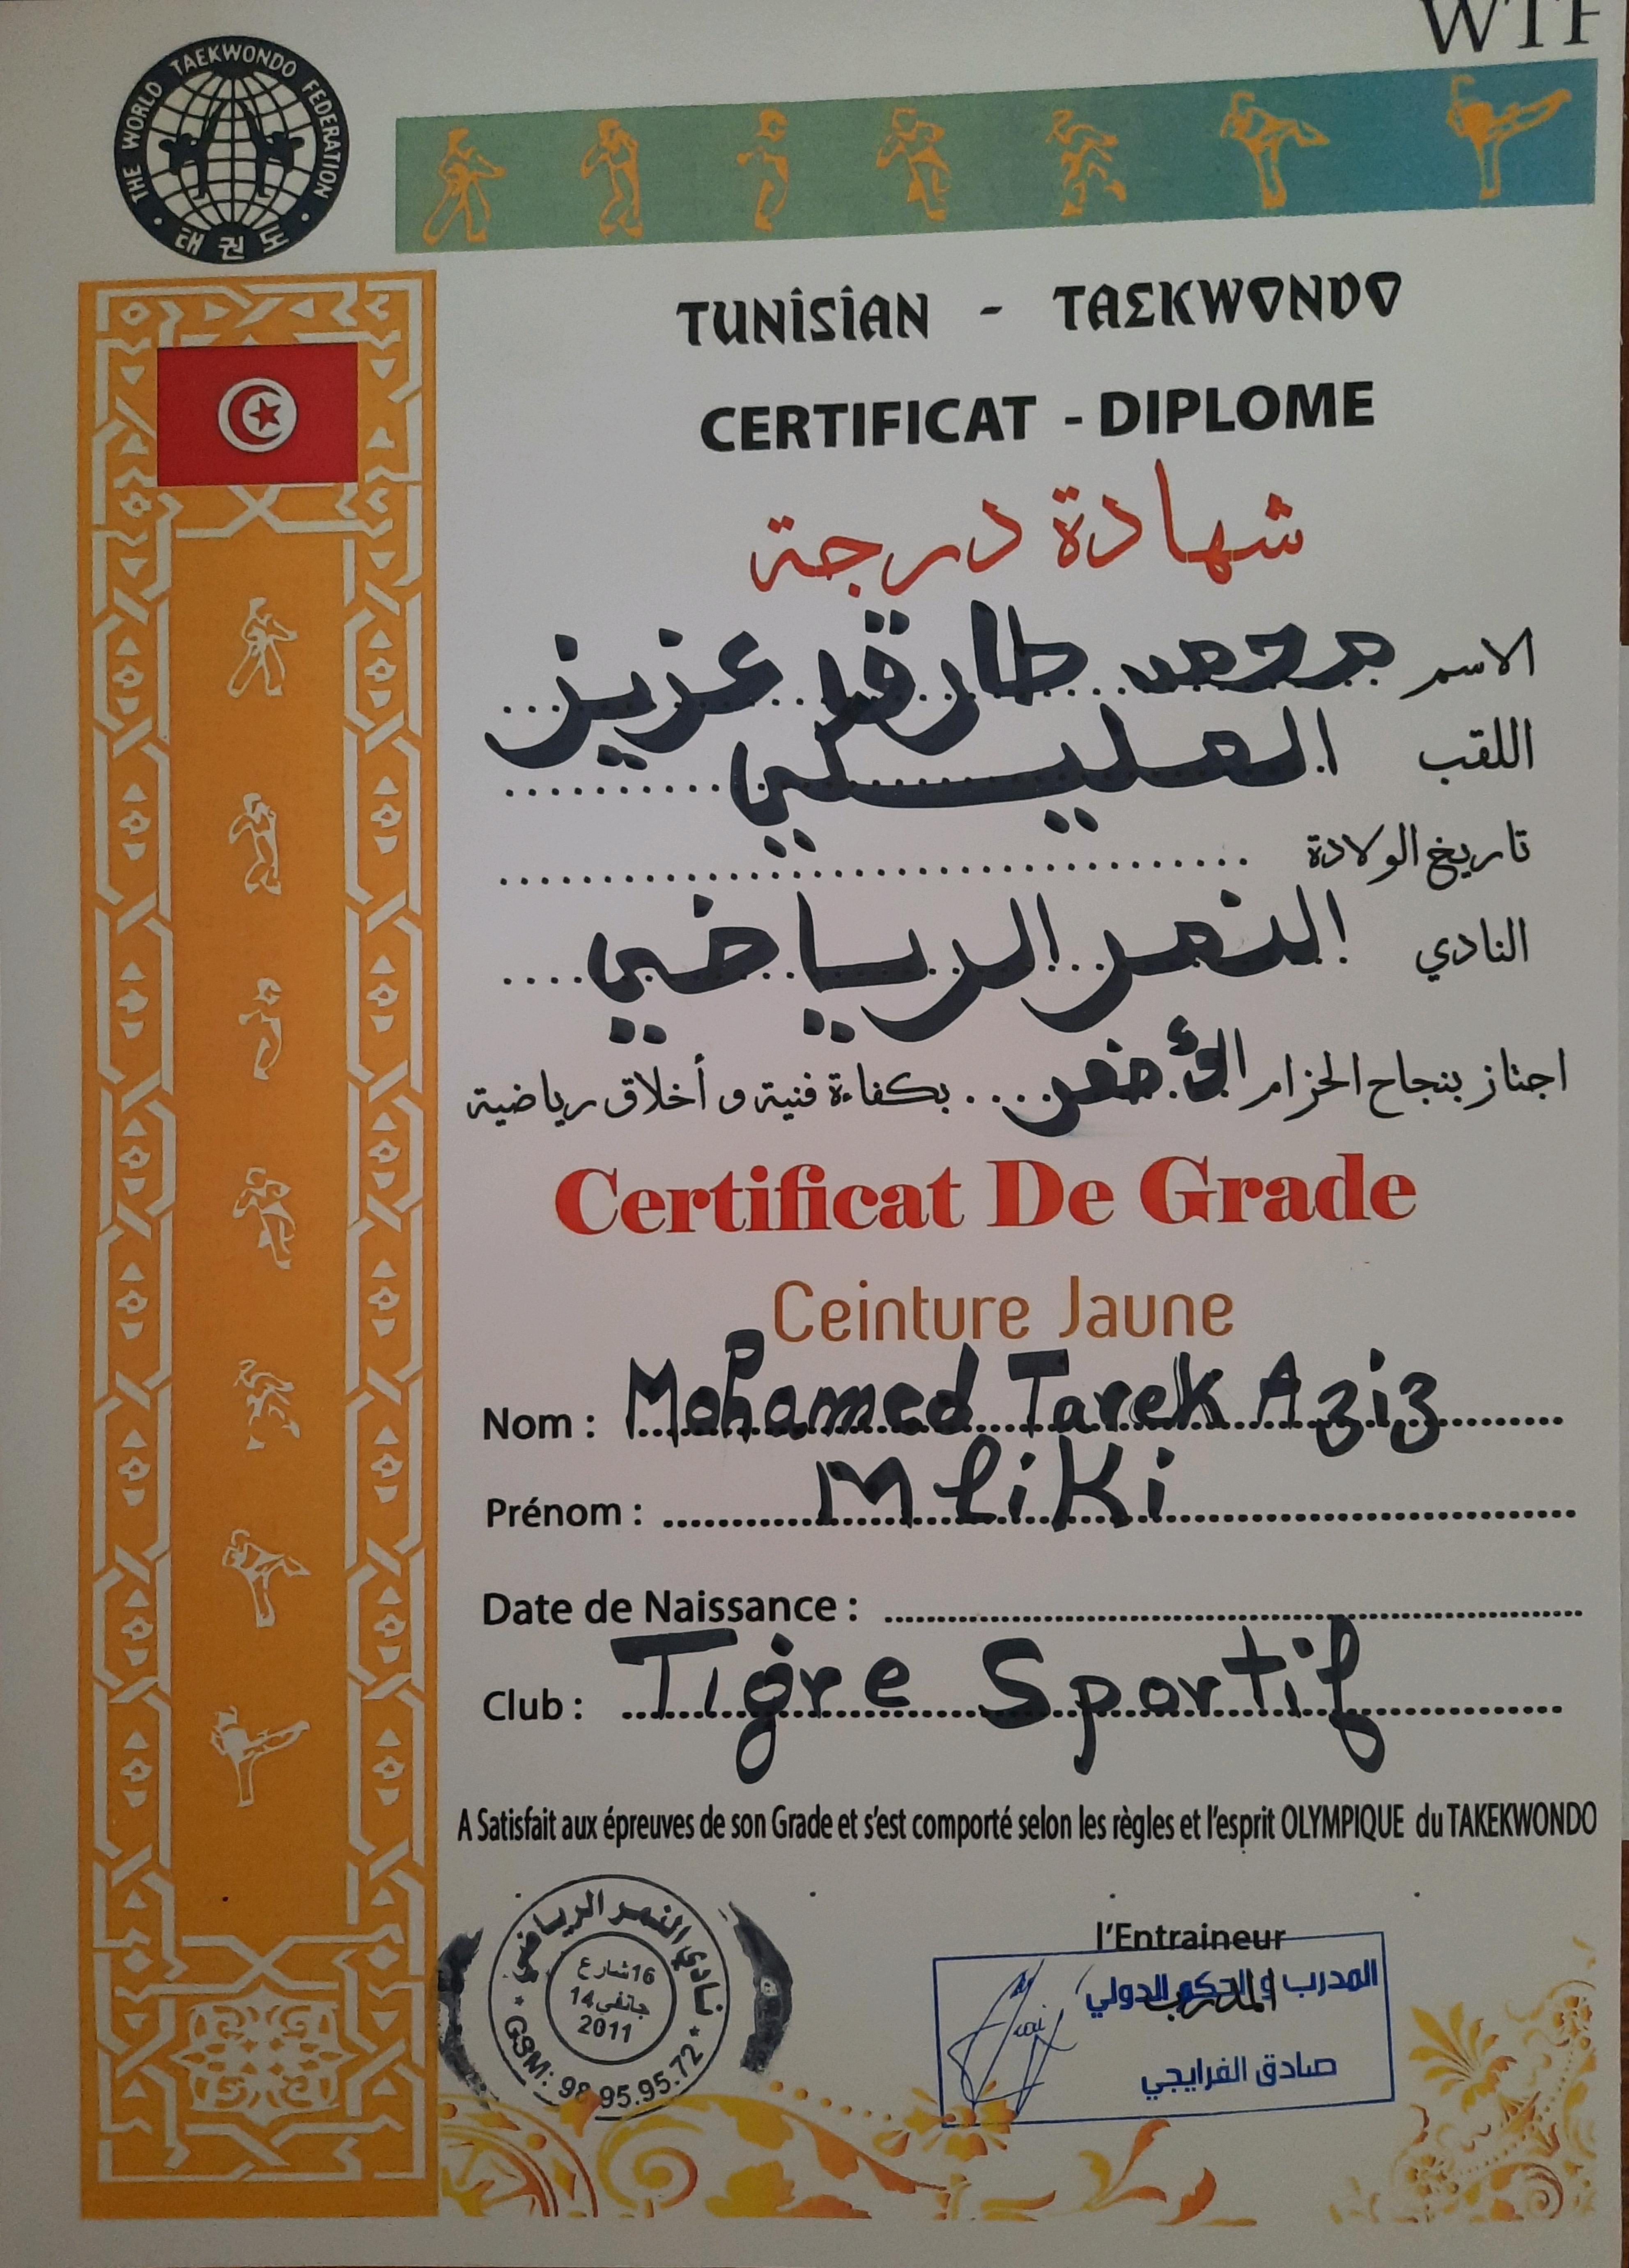 WTF
THE WORLD TAEKWONDO FEDERATION
태권도
TUNISIAN - TAEKWONDO
CERTIFICAT - DIPLOME
شهادة درجة
الاسم محمد طارق عزيز
اللقب المليكي
تاريخ الولادة
النادي النمر الرياضي
اجتاز بنجاح الحزام الأصفر بكفاءة فنية و أخلاق رياضية
Certificat De Grade
Ceinture Jaune
Nom : Mohamed Tarek Aziz
Prénom : Mliki
Date de Naissance :
Club : Tigre Sportif
A Satisfait aux épreuves de son Grade et s'est comporté selon les règles et l'esprit OLYMPIQUE du TAKEKWONDO
نادي النمر الرياضي
16 شارع
14 جانفي
2011
GSM: 98.95.95.72
l'Entraineur
المدرب
المدرب و الحكم الدولي
صادق الفرايجي